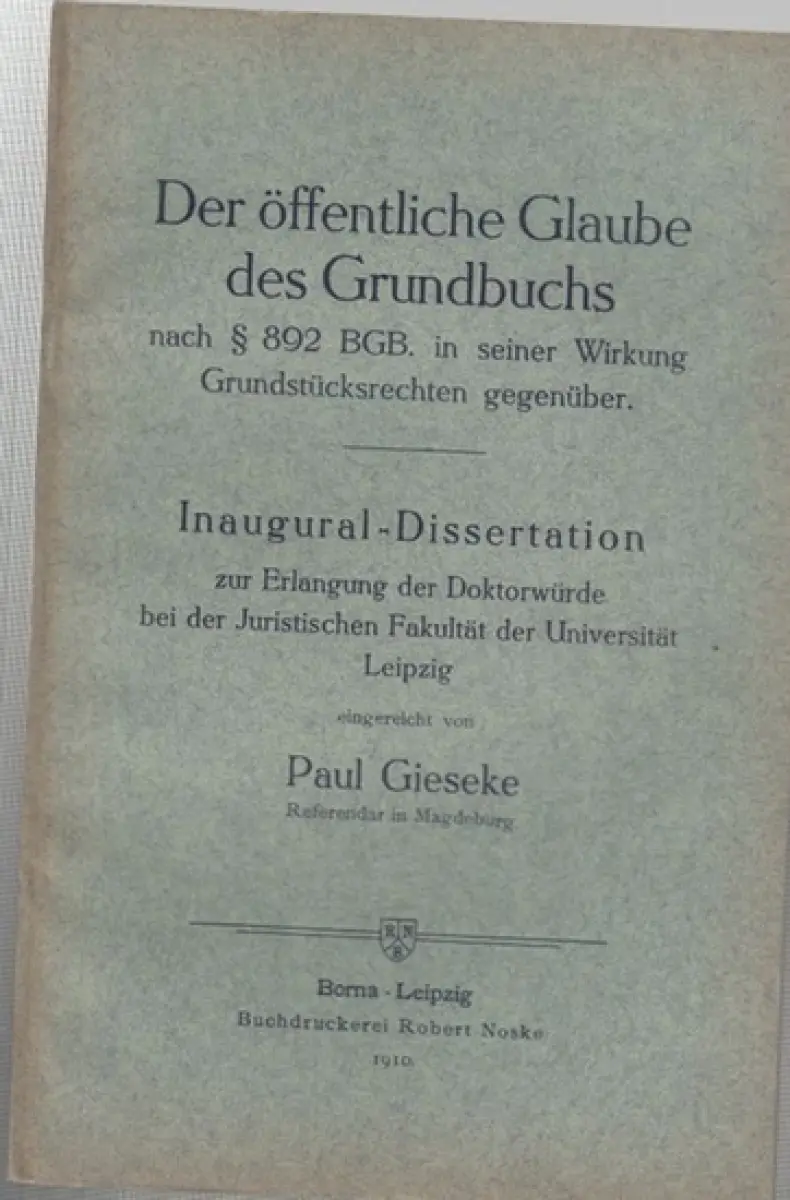 Der öffentliche Glaube
des Grundbuchs
nach § 892 BGB. in seiner Wirkung
Grundstücksrechten gegenüber.
Inaugural-Dissertation
zur Erlangung der Doktorwürde
bei der Juristischen Fakultät der Universität
Leipzig
eingereicht von
Paul Gieseke
Referendar in Magdeburg
R N
B
Borna-Leipzig
Buchdruckerei Robert Noske
1910.